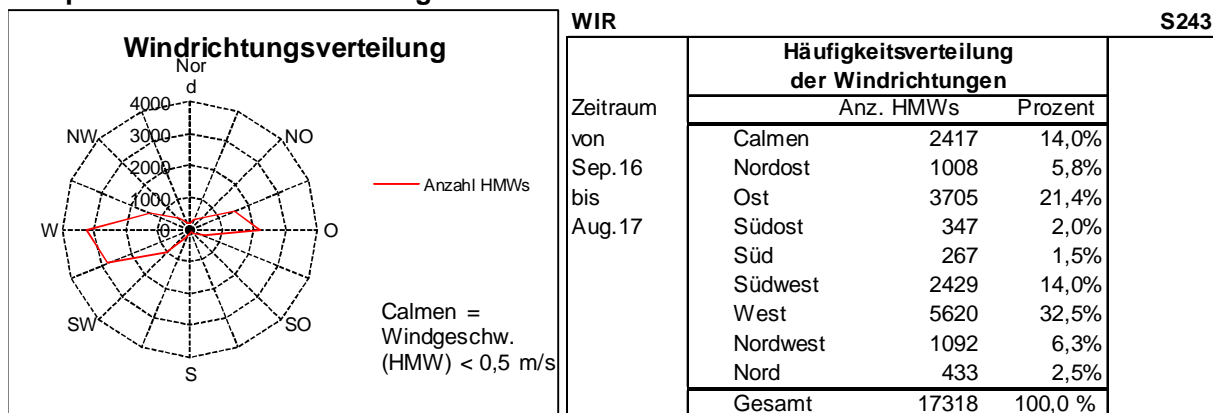 Windrichtungsverteilung
Nor
d
4000
3000
2000
1000
0
NW
NO
W
O
SW
SO
S
Anzahl HMWs
Calmen =
Windgeschw.
(HMW) < 0,5 m/s
WIR S243
Häufigkeitsverteilung
der Windrichtungen
Zeitraum Anz. HMWs Prozent
von Calmen 2417 14,0%
Sep.16 Nordost 1008 5,8%
bis Ost 3705 21,4%
Aug.17 Südost 347 2,0%
Süd 267 1,5%
Südwest 2429 14,0%
West 5620 32,5%
Nordwest 1092 6,3%
Nord 433 2,5%
Gesamt 17318 100,0 %